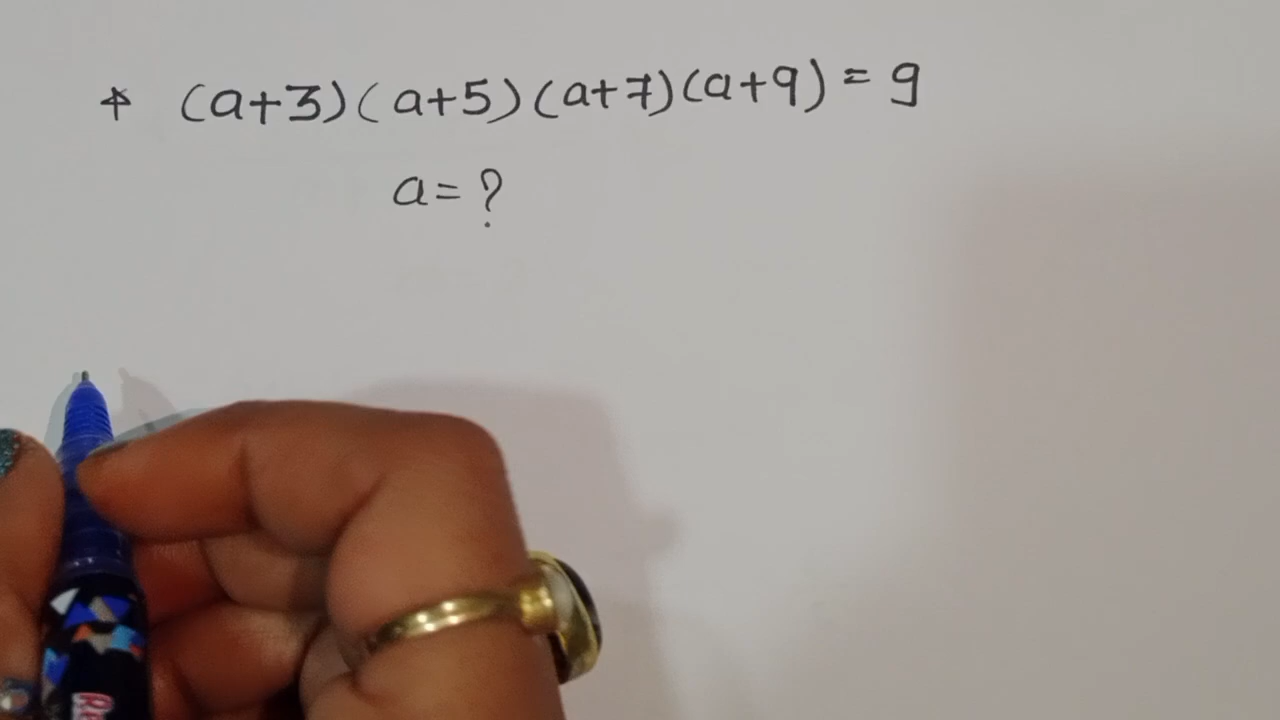 * (a+3)(a+5)(a+7)(a+9) = 9
a = ?